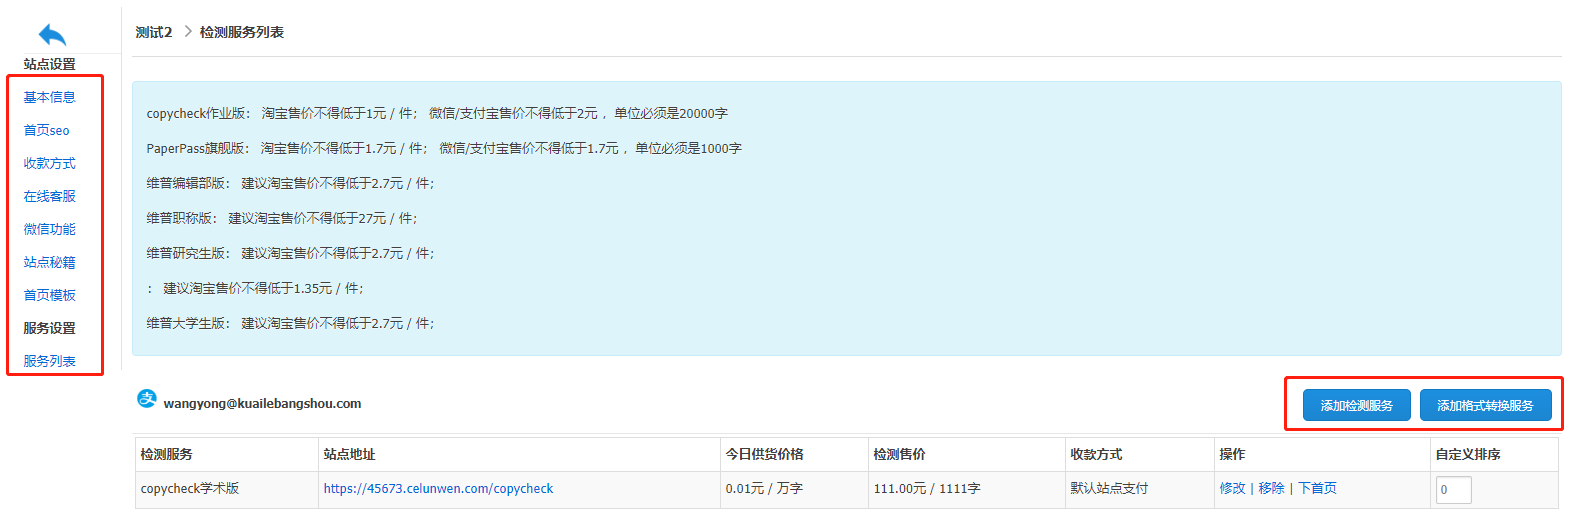 测试2 > 检测服务列表
站点设置
基本信息
首页seo
收款方式
在线客服
微信功能
站点秘籍
首页模板
服务设置
服务列表
copycheck作业版： 淘宝售价不得低于1元 / 件； 微信/支付宝售价不得低于2元 ，单位必须是20000字
PaperPass旗舰版： 淘宝售价不得低于1.7元 / 件； 微信/支付宝售价不得低于1.7元 ，单位必须是1000字
维普编辑部版： 建议淘宝售价不得低于2.7元 / 件；
维普职称版： 建议淘宝售价不得低于27元 / 件；
维普研究生版： 建议淘宝售价不得低于2.7元 / 件；
： 建议淘宝售价不得低于1.35元 / 件；
维普大学生版： 建议淘宝售价不得低于2.7元 / 件；
支 wangyong@kuailebangshou.com
添加检测服务 添加格式转换服务
检测服务 站点地址 今日供货价格 检测售价 收款方式 操作 自定义排序
copycheck学术版 https://45673.celunwen.com/copycheck 0.01元 / 万字 111.00元 / 1111字 默认站点支付 修改 | 移除 | 下首页 0